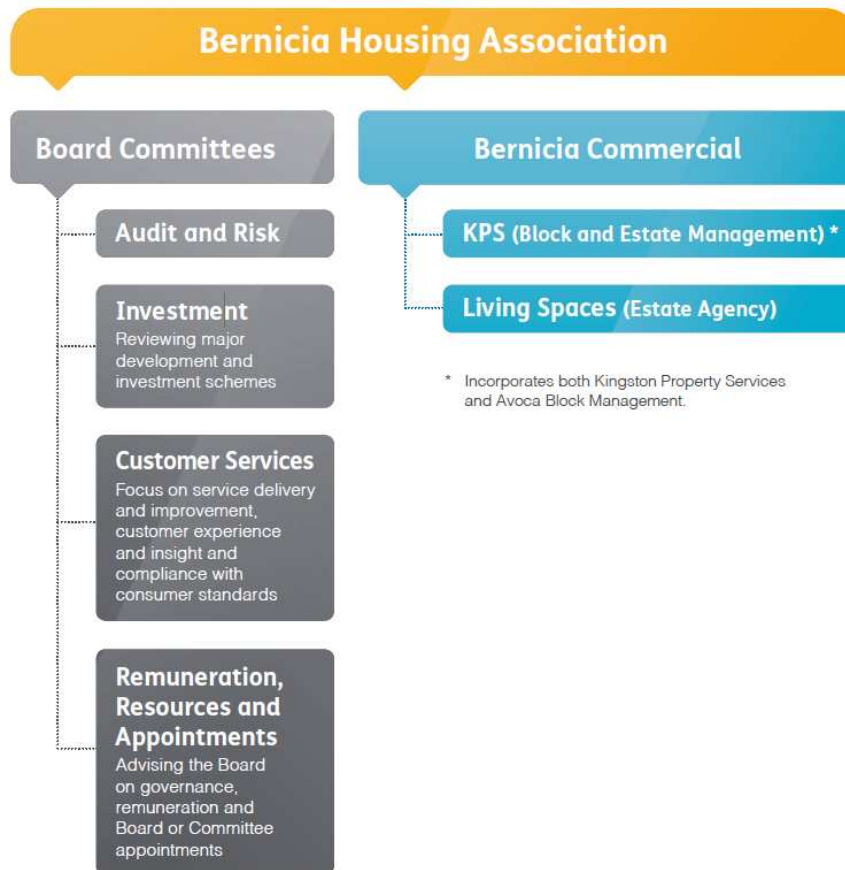 Bernicia Housing Association
Board Committees
Audit and Risk
Investment
Reviewing major
development and
investment schemes
Customer Services
Focus on service delivery
and improvement,
customer experience
and insight and
compliance with
consumer standards
Remuneration,
Resources and
Appointments
Advising the Board
on governance,
remuneration and
Board or Committee
appointments
Bernicia Commercial
KPS (Block and Estate Management) *
Living Spaces (Estate Agency)
* Incorporates both Kingston Property Services
and Avoca Block Management.